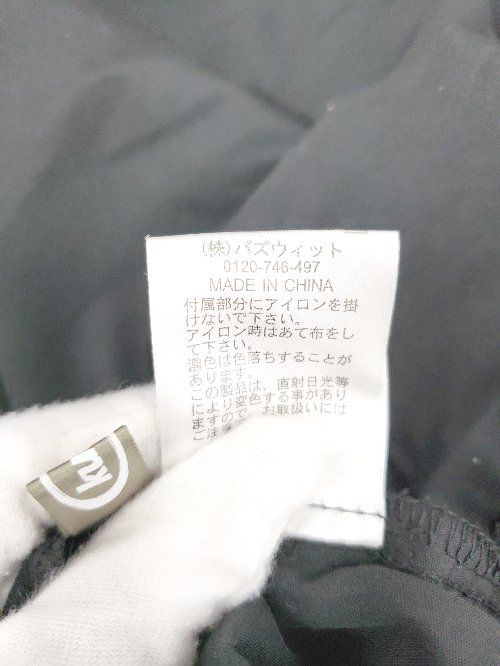 (株)バズウィット
0120-746-497
MADE IN CHINA
付属部分にアイロンを掛
けないで下さい。
アイロン時はあて布をし
て下さい。
濃色は色落ちすることが
あります。
この製品は、直射日光等
により変色する事があり
ますので、お取扱いには
ご注